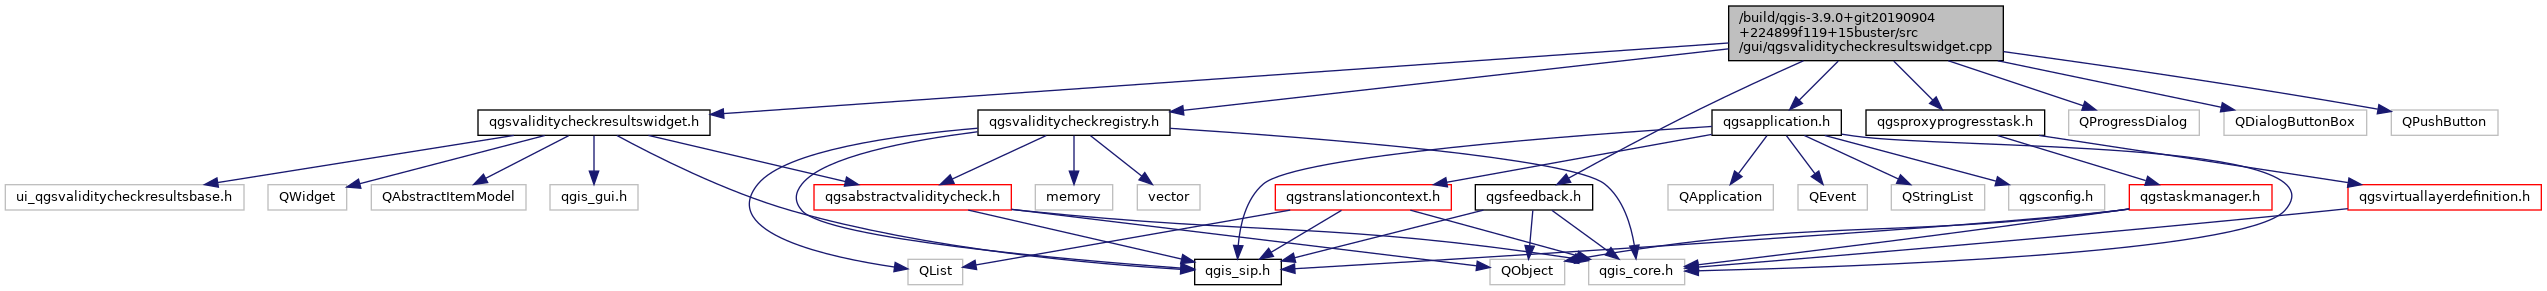 /build/qgis-3.9.0+git20190904
+224899f119+15buster/src
/gui/qgsvaliditycheckresultswidget.cpp
qgsvaliditycheckresultswidget.h
qgsvaliditycheckregistry.h
qgsapplication.h
qgsproxyprogresstask.h
QProgressDialog
QDialogButtonBox
QPushButton
ui_qgsvaliditycheckresultsbase.h
QWidget
QAbstractItemModel
qgis_gui.h
qgsabstractvaliditycheck.h
memory
vector
qgstranslationcontext.h
qgsfeedback.h
QApplication
QEvent
QStringList
qgsconfig.h
qgstaskmanager.h
qgsvirtuallayerdefinition.h
QList
qgis_sip.h
QObject
qgis_core.h